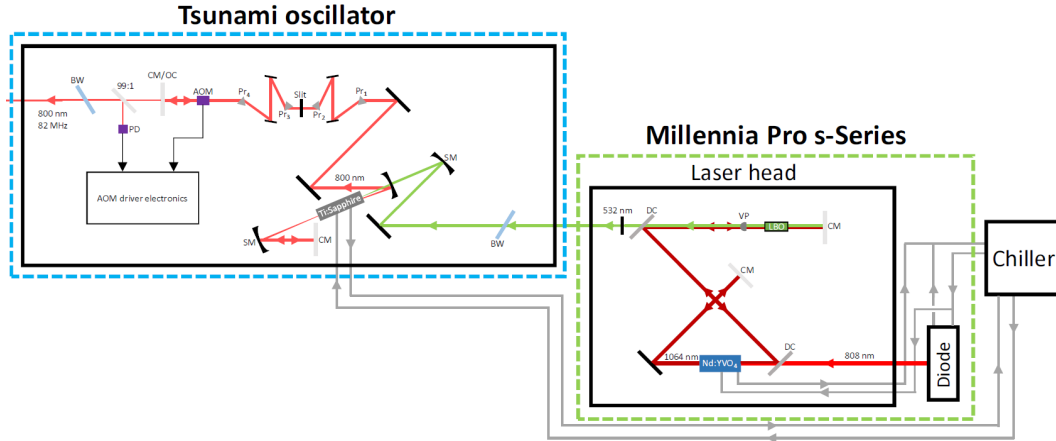 Tsunami oscillator
BW
99:1
CM/OC
AOM
Pr₄
Pr₃
Slit
Pr₂
Pr₁
800 nm
82 MHz
PD
AOM driver electronics
800 nm
SM
Ti:Sapphire
SM
CM
BW
Millennia Pro s-Series
Laser head
532 nm
DC
VP
LBO
CM
CM
1064 nm
Nd:YVO₄
DC
808 nm
Diode
Chiller